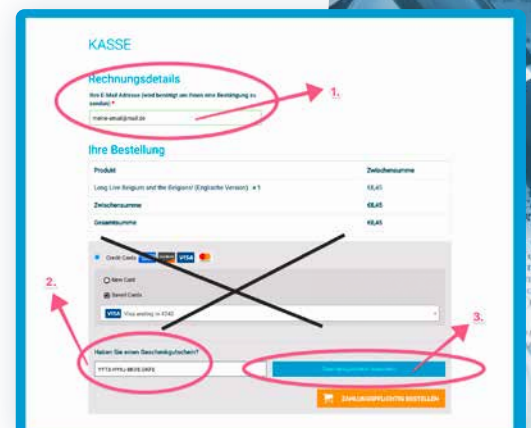 KASSE
Rechnungsdetails
Ihre E-Mail Adresse (wird benötigt um Ihnen eine Bestätigung zu
senden) *
meine-email@mail.de
1.
Ihre Bestellung
Produkt Zwischensumme
Long Live Belgium and the Belgians! (Englische Version) × 1 €8,45
Zwischensumme €8,45
Gesamtsumme €8,45
Credit Cards VISA
New Card
Saved Cards
VISA Visa ending in 4242
2.
3.
Haben Sie einen Geschenkgutschein?
ZAHLUNGSPFLICHTIG BESTELLEN